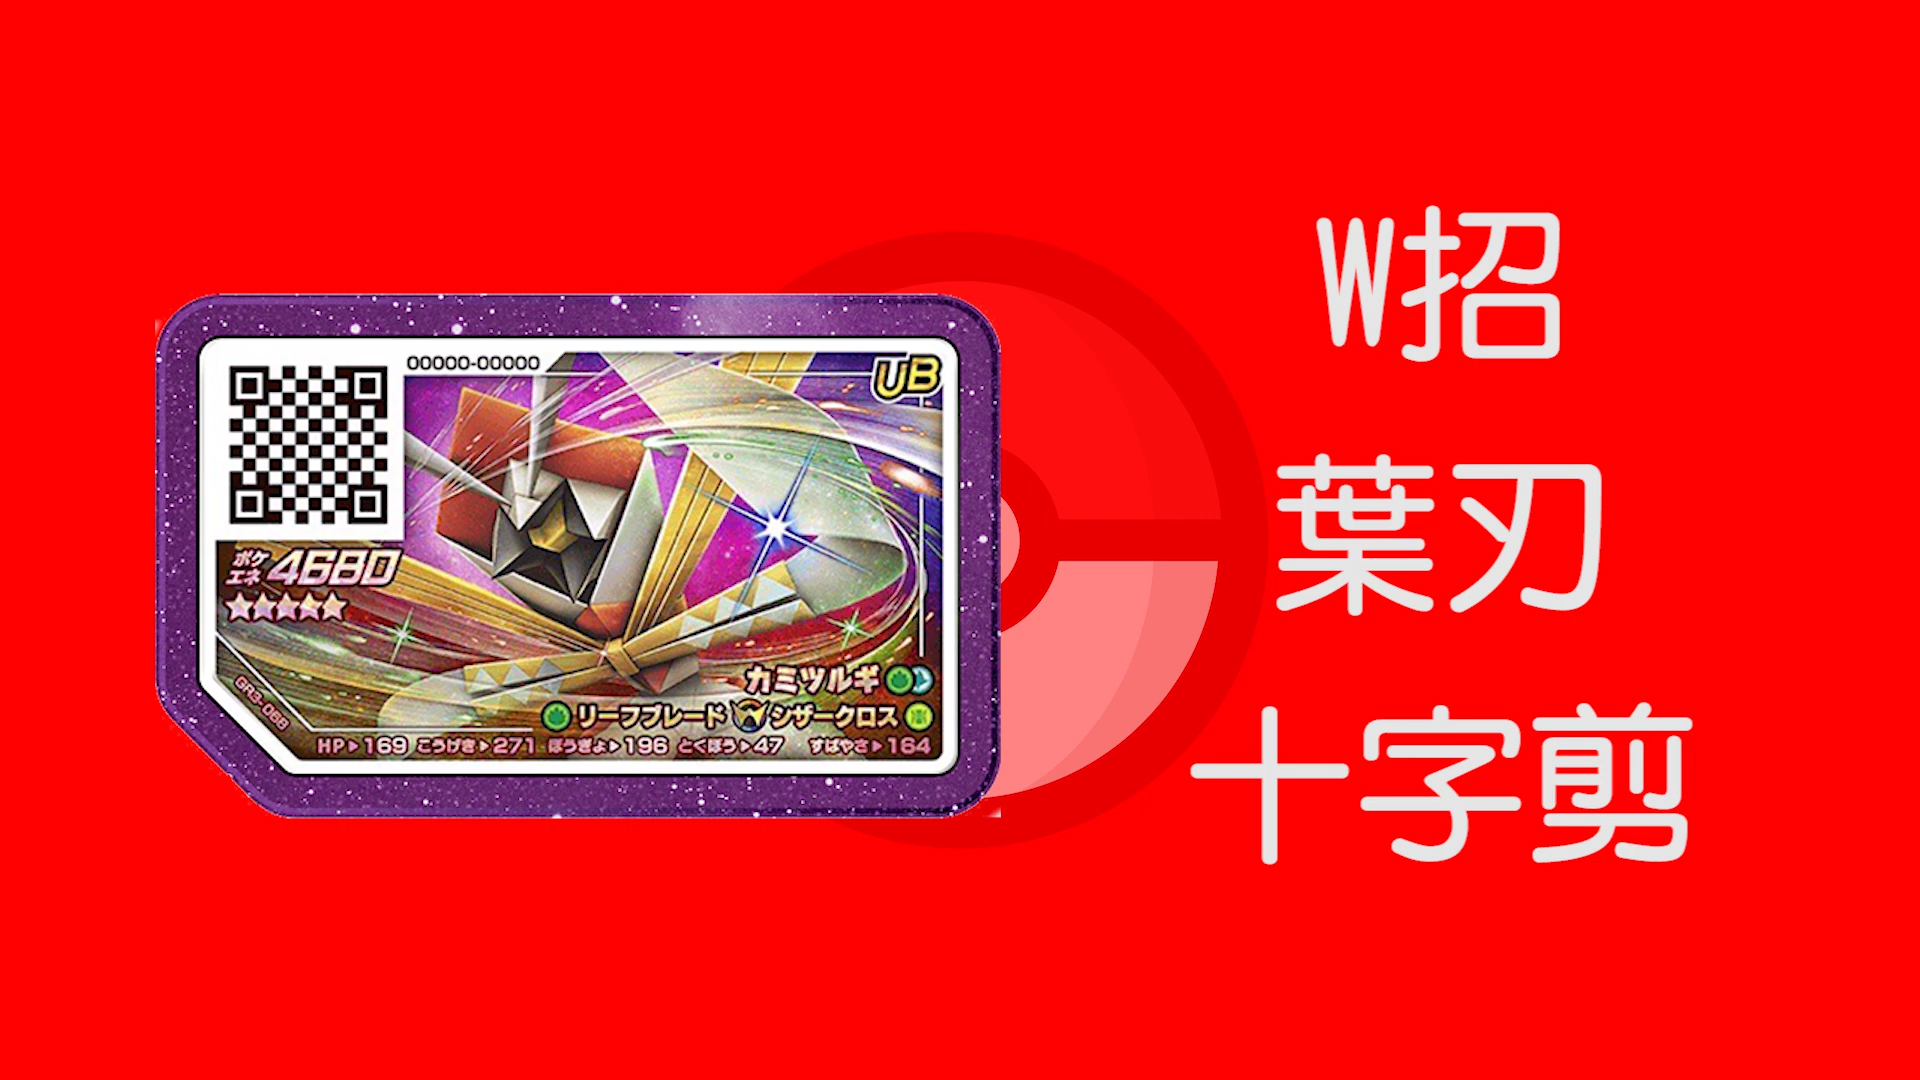 00000-00000
UB
ポケエネ 4680
GR3-068
カミツルギ
リーフブレード シザークロス
HP▶169 こうげき▶271 ぼうぎょ▶196 とくぼう▶47 すばやさ▶164
W招
葉刃
十字剪